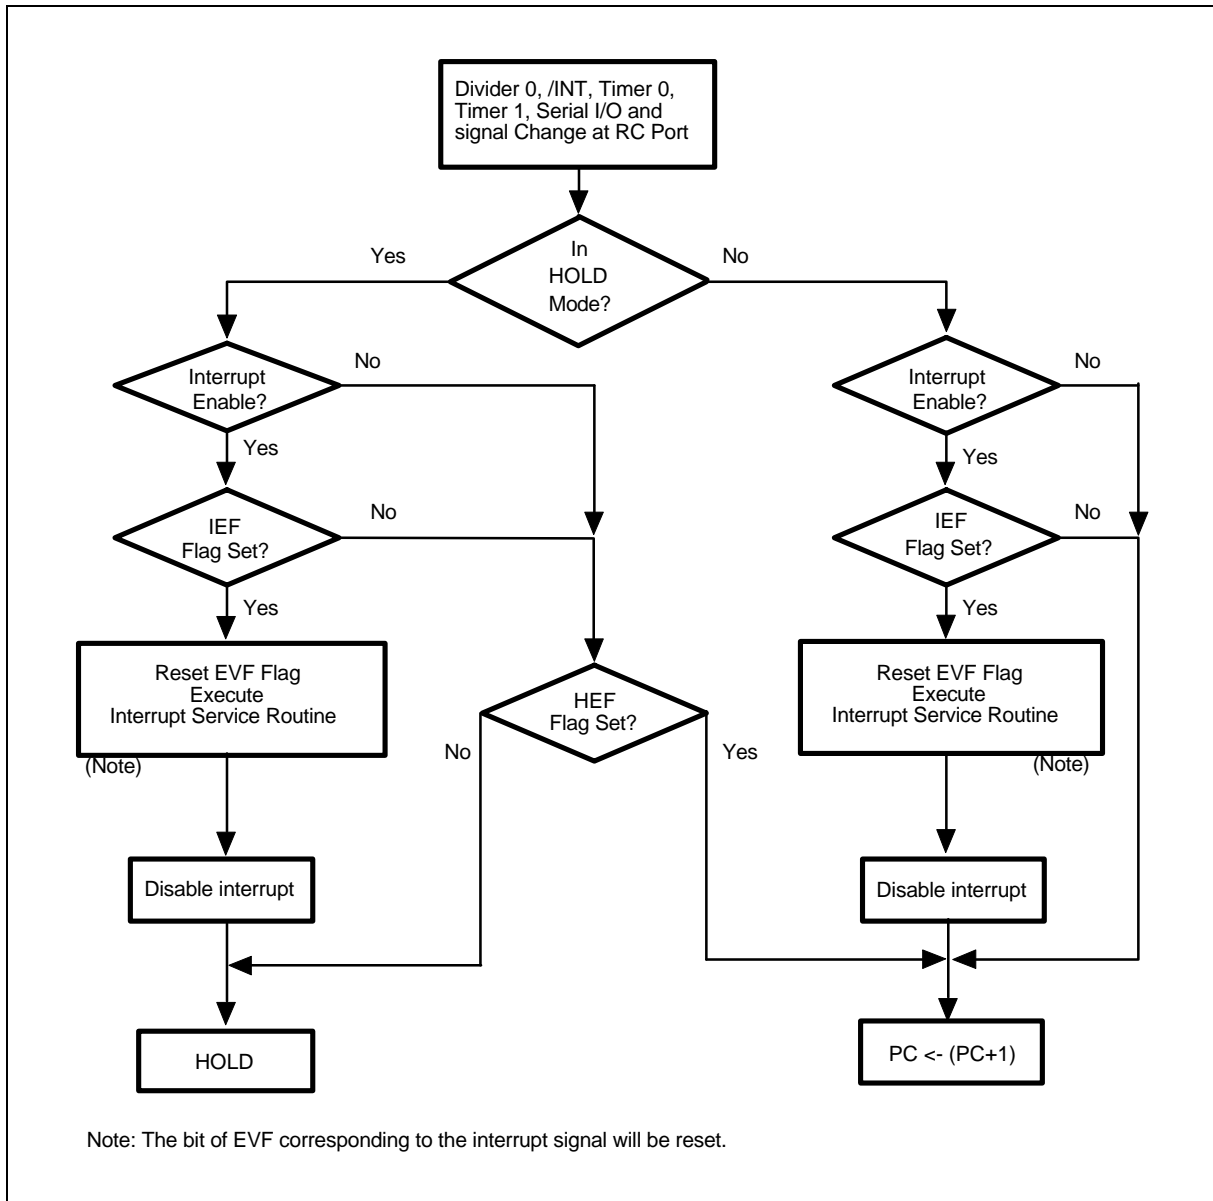 Divider 0, /INT, Timer 0,
Timer 1, Serial I/O and
signal Change at RC Port
In
HOLD
Mode?
Yes
No
Interrupt
Enable?
No
Yes
Interrupt
Enable?
No
Yes
IEF
Flag Set?
No
Yes
IEF
Flag Set?
No
Yes
Reset EVF Flag
Execute
Interrupt Service Routine
(Note)
HEF
Flag Set?
No
Yes
Reset EVF Flag
Execute
Interrupt Service Routine
(Note)
Disable interrupt
Disable interrupt
HOLD
PC <- (PC+1)
Note: The bit of EVF corresponding to the interrupt signal will be reset.